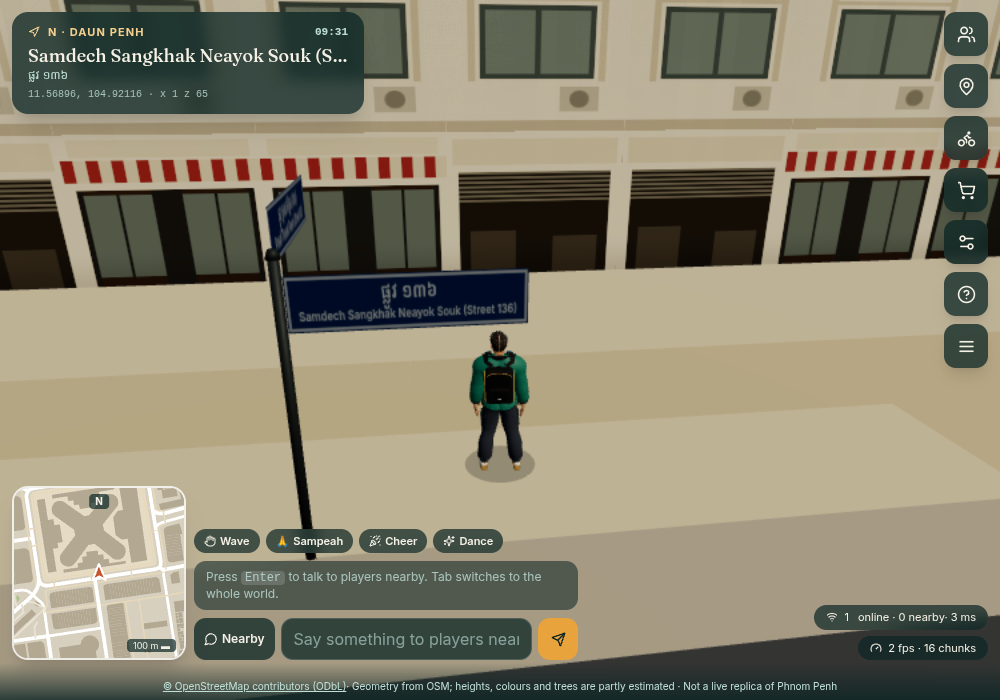 N · DAUN PENH
09:31
Samdech Sangkhak Neayok Souk (S...
ផ្លូវ ១៣៦
11.56896, 104.92116 · x 1 z 65
ផ្លូវ ១៣៦
Samdech Sangkhak Neayok Souk (Street 136)
N
100 m
Wave
Sampeah
Cheer
Dance
Press Enter to talk to players nearby. Tab switches to the
whole world.
Nearby
Say something to players near
1 online · 0 nearby · 3 ms
2 fps · 16 chunks
© OpenStreetMap contributors (ODbL) · Geometry from OSM; heights, colours and trees are partly estimated · Not a live replica of Phnom Penh